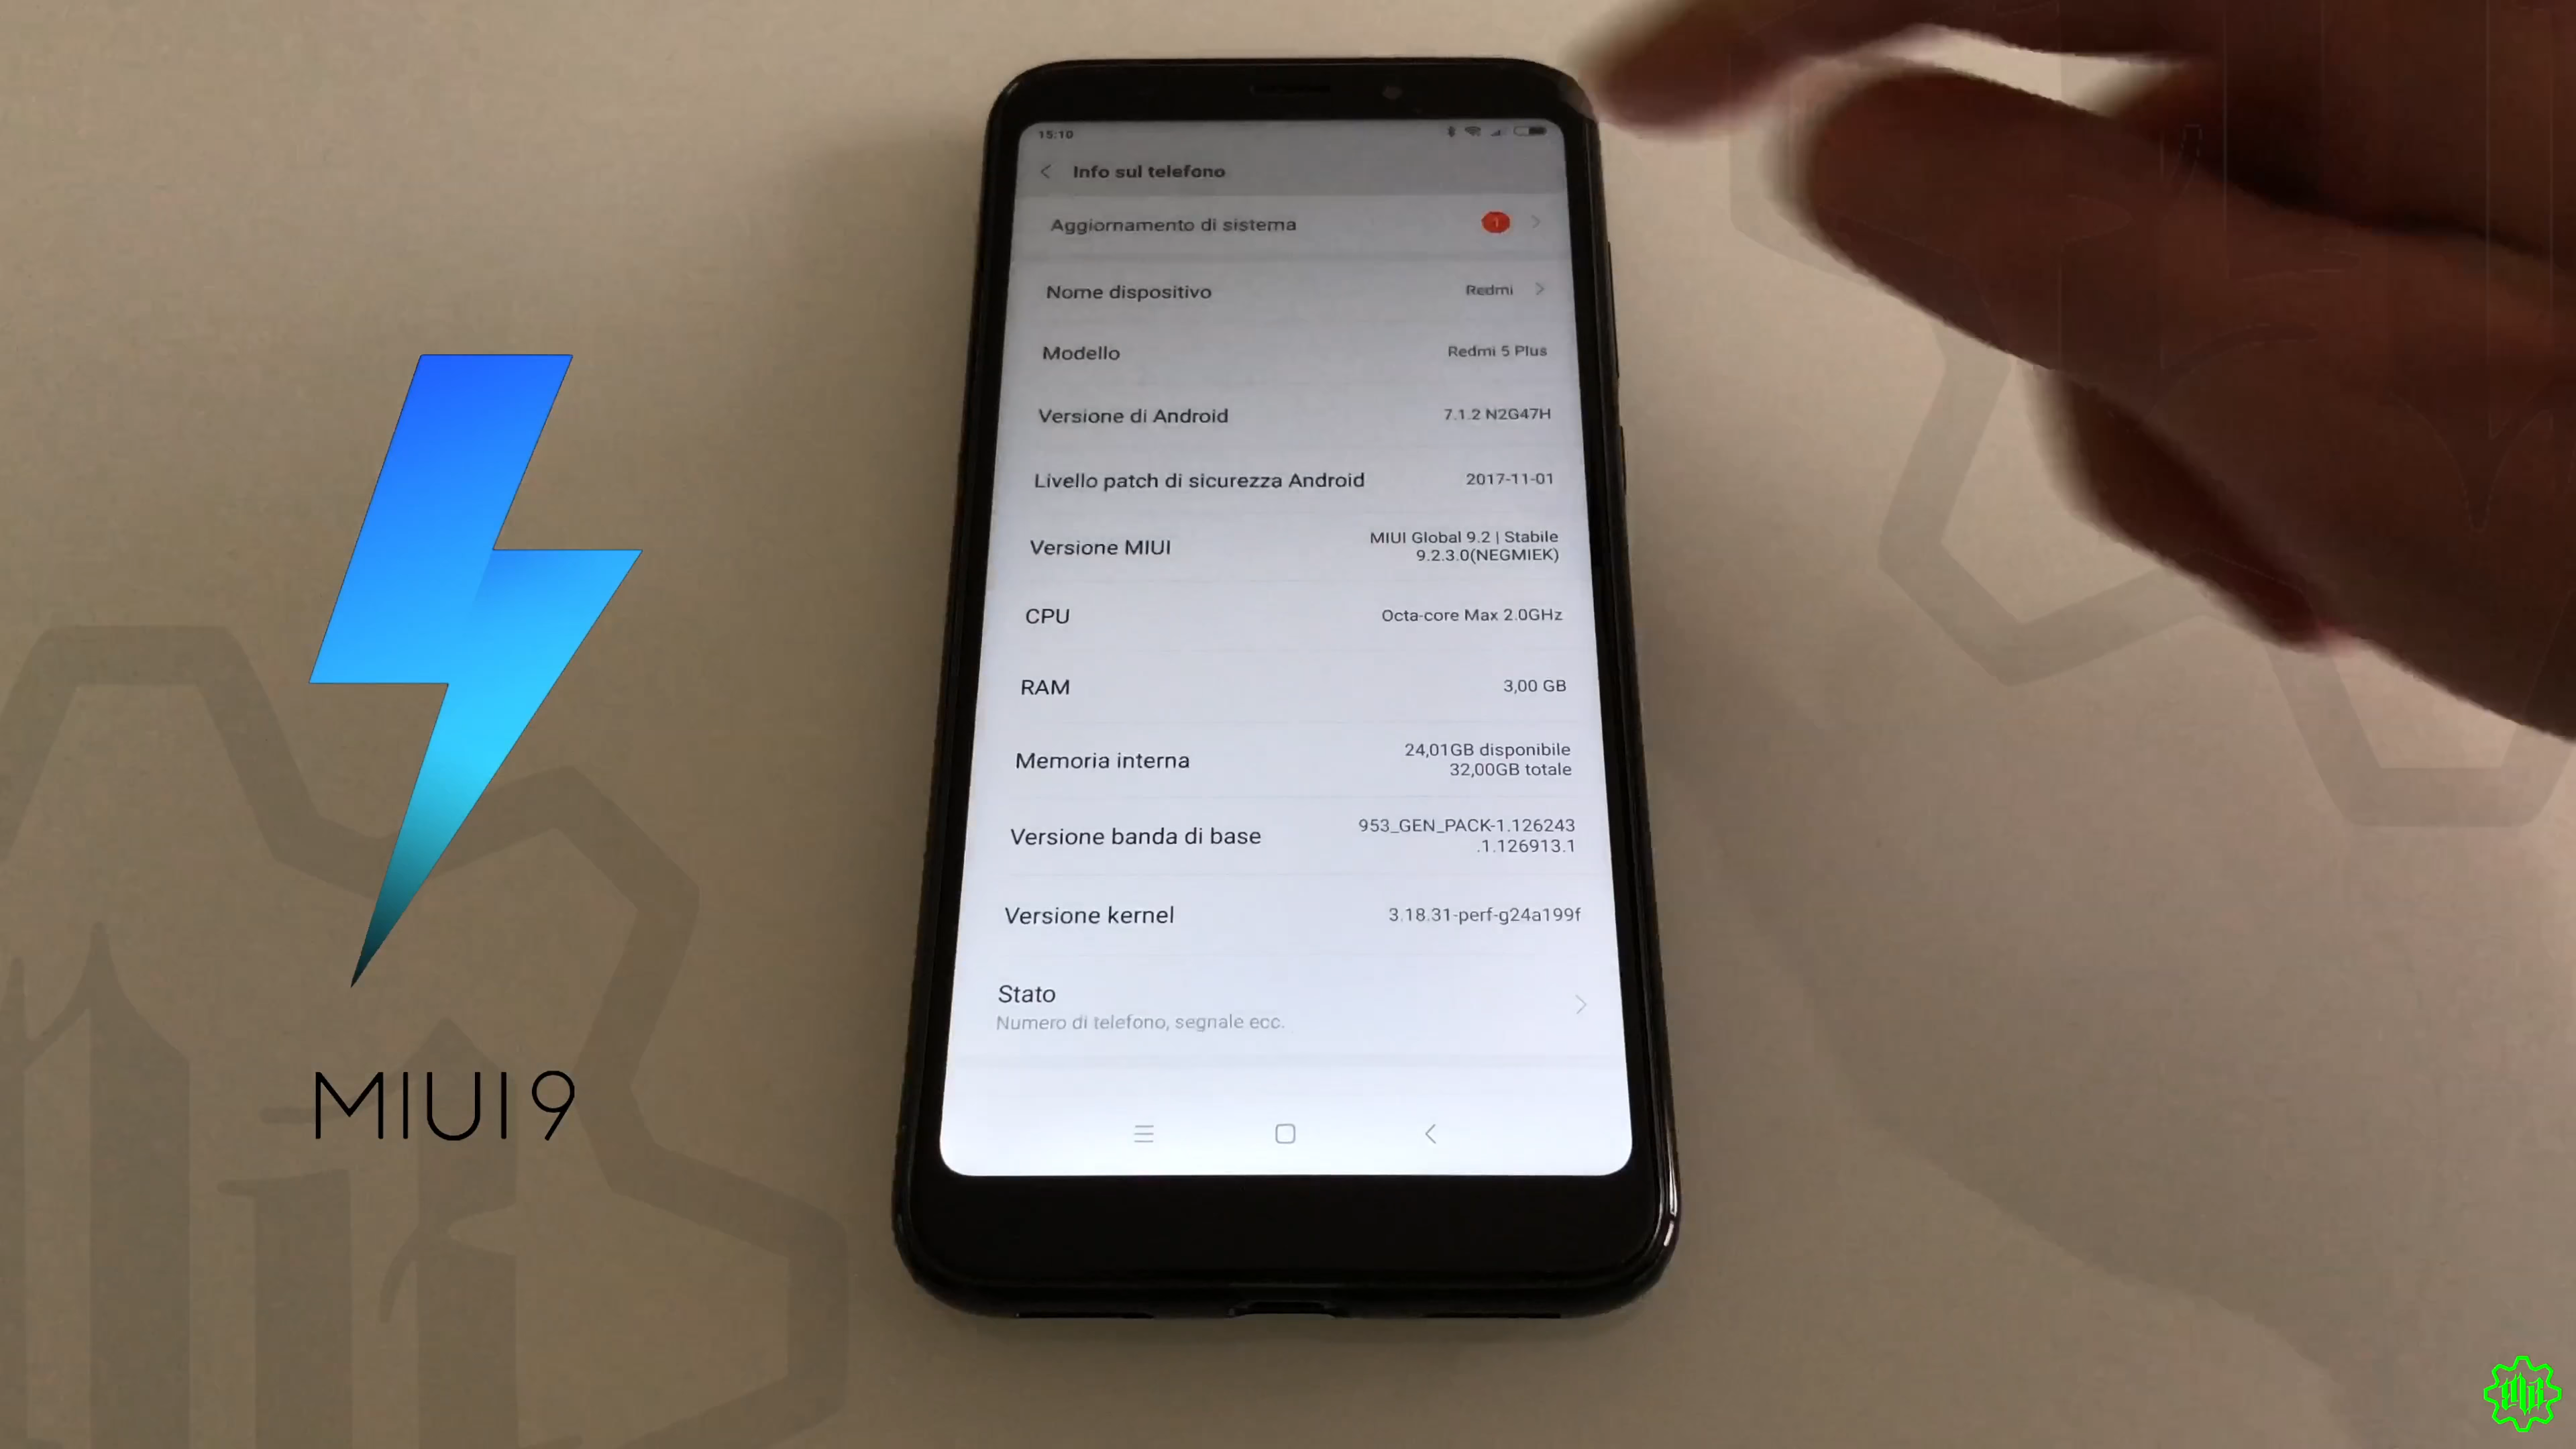 15:10
Info sul telefono
Aggiornamento di sistema 1
Nome dispositivo Redmi
Modello Redmi 5 Plus
Versione di Android 7.1.2 N2G47H
Livello patch di sicurezza Android 2017-11-01
Versione MIUI MIUI Global 9.2 | Stabile
9.2.3.0(NEGMIEK)
CPU Octa-core Max 2.0GHz
RAM 3,00 GB
Memoria interna 24,01GB disponibile
32,00GB totale
Versione banda di base 953_GEN_PACK-1.126243
.1.126913.1
Versione kernel 3.18.31-perf-g24a199f
Stato
Numero di telefono, segnale ecc.
MIUI 9